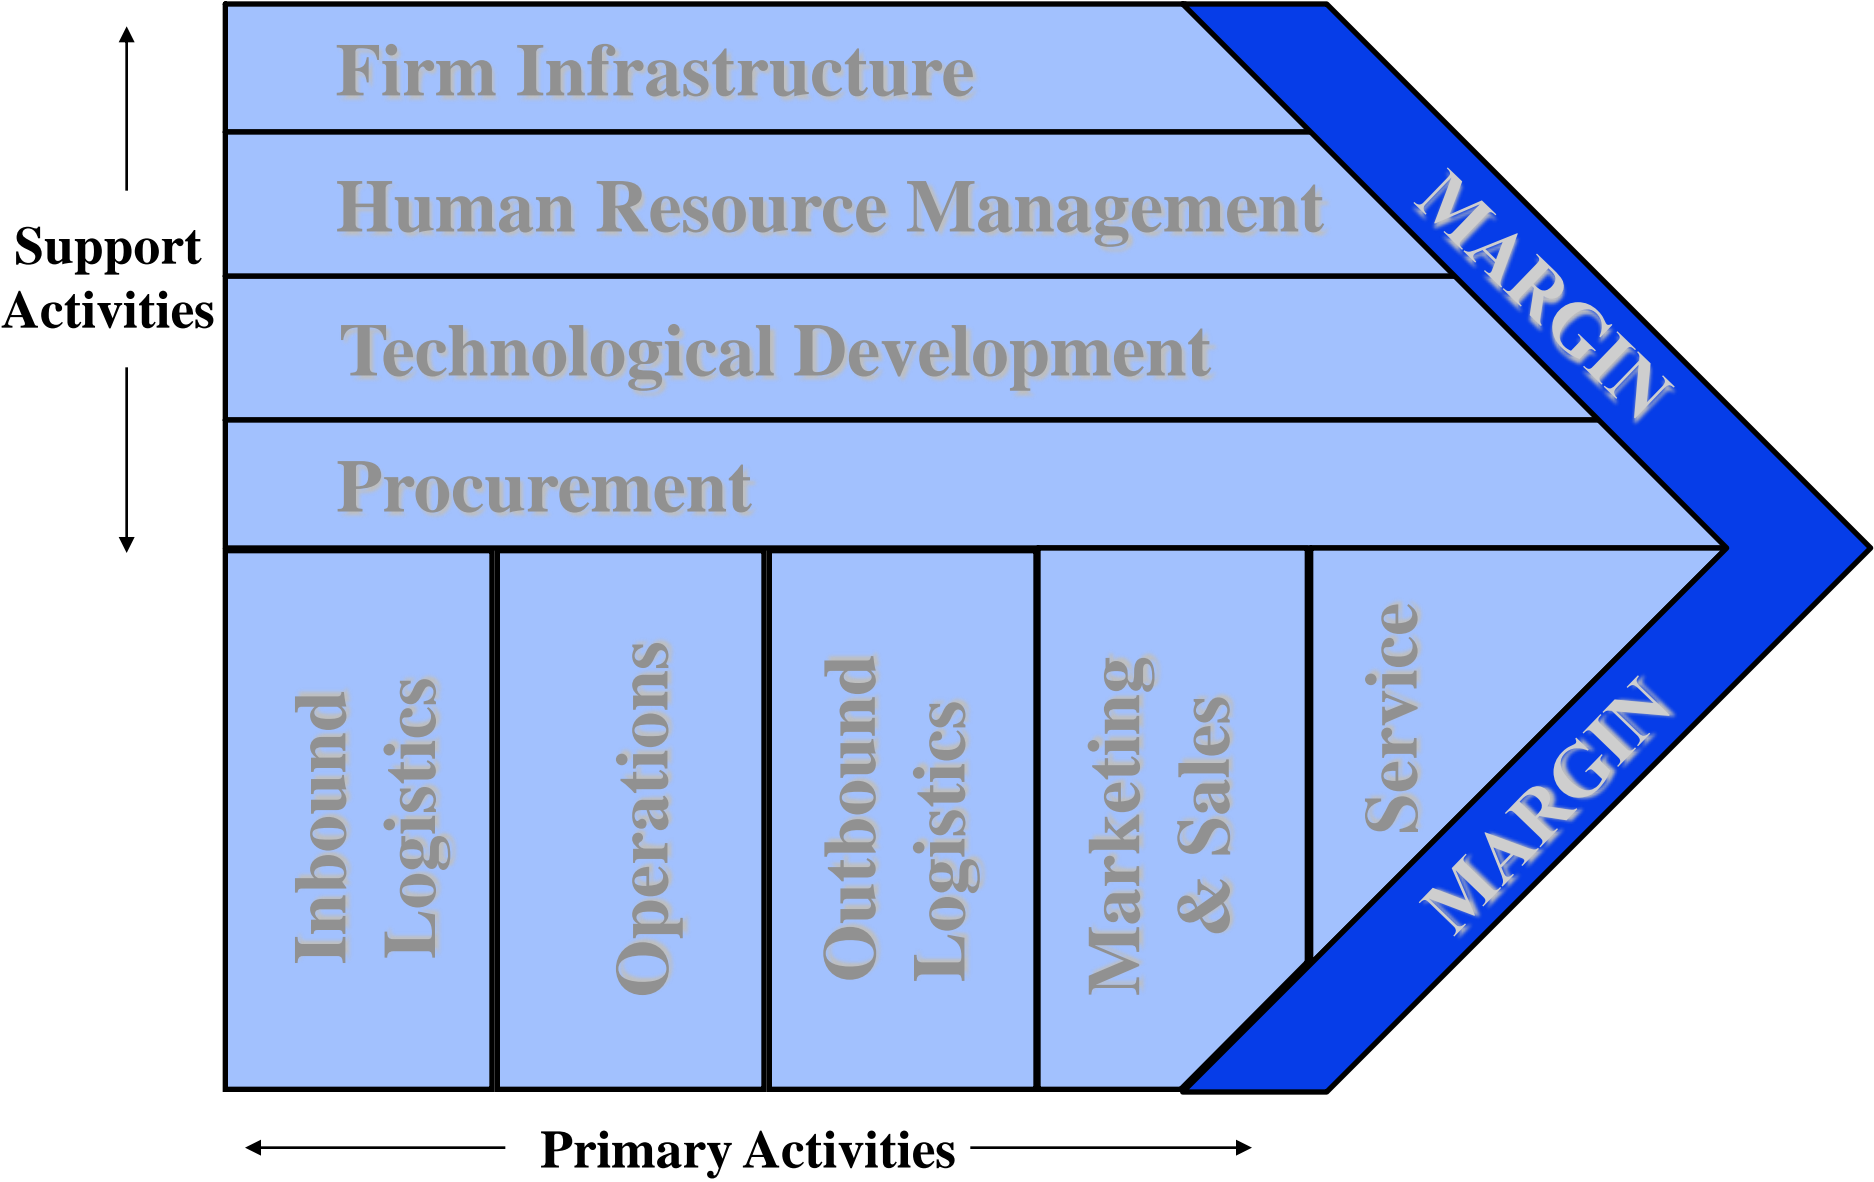 Firm Infrastructure
Human Resource Management
Technological Development
Procurement
Support
Activities
MARGIN
Inbound
Logistics
Operations
Outbound
Logistics
Marketing
& Sales
Service
MARGIN
Primary Activities